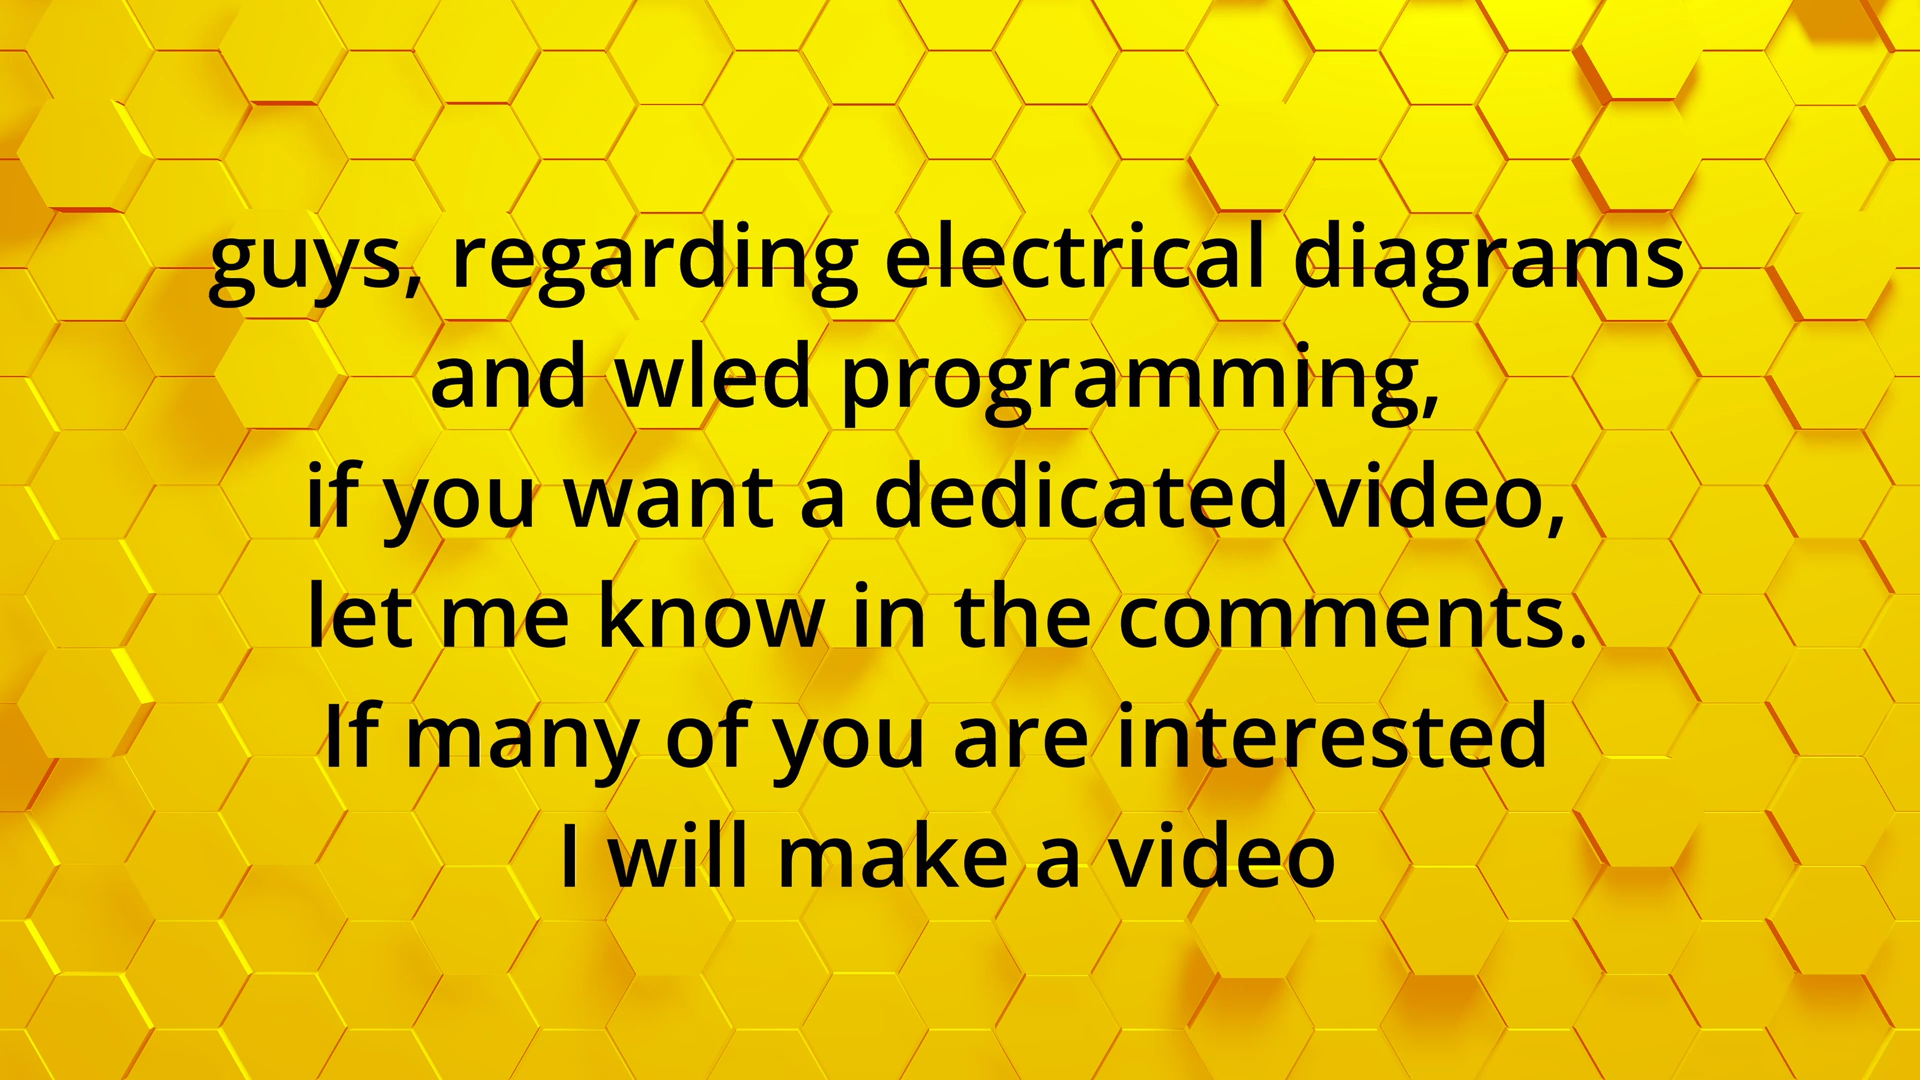 guys, regarding electrical diagrams
and wled programming,
if you want a dedicated video,
let me know in the comments.
If many of you are interested
I will make a video